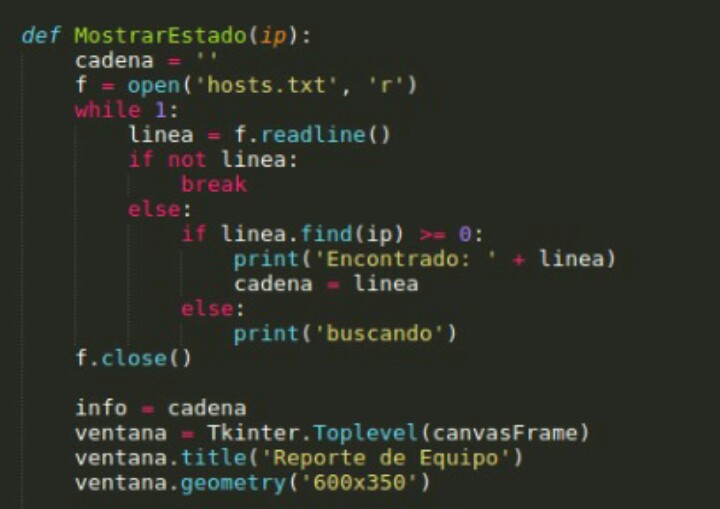 def MostrarEstado(ip):
    cadena = ''
    f = open('hosts.txt', 'r')
    while 1:
        linea = f.readline()
        if not linea:
            break
        else:
            if linea.find(ip) >= 0:
                print('Encontrado: ' + linea)
                cadena = linea
            else:
                print('buscando')
    f.close()

    info = cadena
    ventana = Tkinter.Toplevel(canvasFrame)
    ventana.title('Reporte de Equipo')
    ventana.geometry('600x350')